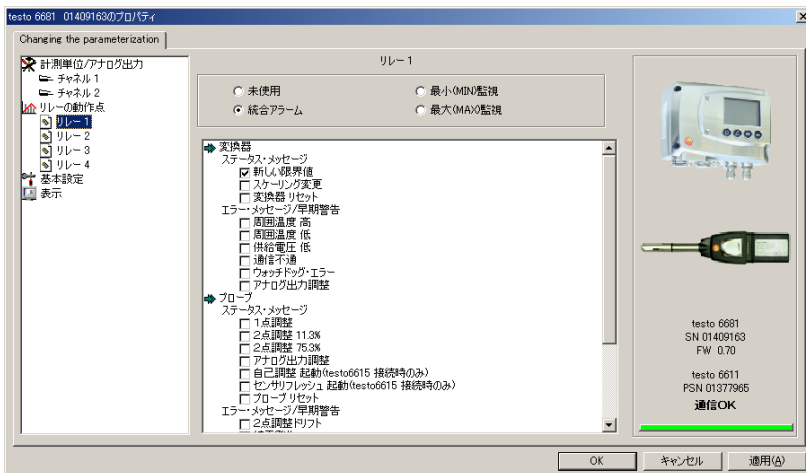 testo 6681 01409163のプロパティ
Changing the parameterization
計測単位/アナログ出力
チャネル 1
チャネル 2
リレーの動作点
リレー 1
リレー 2
リレー 3
リレー 4
基本設定
表示
リレー 1
未使用
最小(MIN)監視
統合アラーム
最大(MAX)監視
変換器
ステータス・メッセージ
新しい限界値
スケーリング変更
変換器 リセット
エラー・メッセージ/早期警告
周囲温度 高
周囲温度 低
供給電圧 低
通信不通
ウォッチドッグ・エラー
アナログ出力調整
プローブ
ステータス・メッセージ
1点調整
2点調整 11.3%
2点調整 75.3%
アナログ出力調整
自己調整 起動(testo6615 接続時のみ)
センサリフレッシュ 起動(testo6615 接続時のみ)
プローブ リセット
エラー・メッセージ/早期警告
2点調整ドリフト
testo 6681
SN 01409163
FW 0.70
testo 6611
PSN 01377965
通信OK
OK
キャンセル
適用(A)